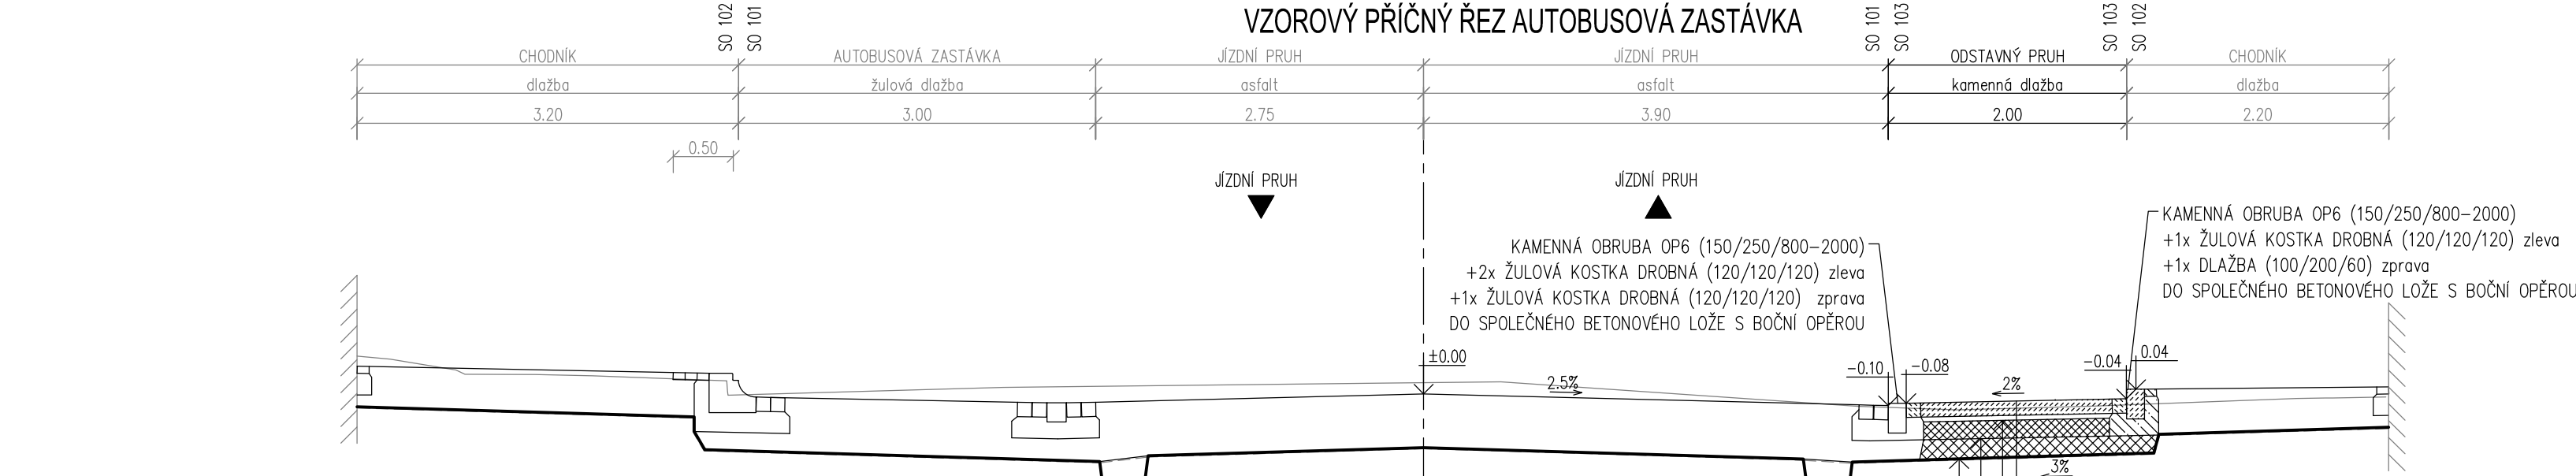 VZOROVÝ PŘÍČNÝ ŘEZ AUTOBUSOVÁ ZASTÁVKA
SO 102
SO 101
SO 101
SO 103
SO 103
SO 102
CHODNÍK
AUTOBUSOVÁ ZASTÁVKA
JÍZDNÍ PRUH
JÍZDNÍ PRUH
ODSTAVNÝ PRUH
CHODNÍK
dlažba
žulová dlažba
asfalt
asfalt
kamenná dlažba
dlažba
3.20
3.00
2.75
3.90
2.00
2.20
0.50
JÍZDNÍ PRUH
JÍZDNÍ PRUH
KAMENNÁ OBRUBA OP6 (150/250/800-2000)
+2x ŽULOVÁ KOSTKA DROBNÁ (120/120/120) zleva
+1x ŽULOVÁ KOSTKA DROBNÁ (120/120/120) zprava
DO SPOLEČNÉHO BETONOVÉHO LOŽE S BOČNÍ OPĚROU
KAMENNÁ OBRUBA OP6 (150/250/800-2000)
+1x ŽULOVÁ KOSTKA DROBNÁ (120/120/120) zleva
+1x DLAŽBA (100/200/60) zprava
DO SPOLEČNÉHO BETONOVÉHO LOŽE S BOČNÍ OPĚROU
±0.00
2.5%
-0.10
-0.08
2%
-0.04
0.04
3%